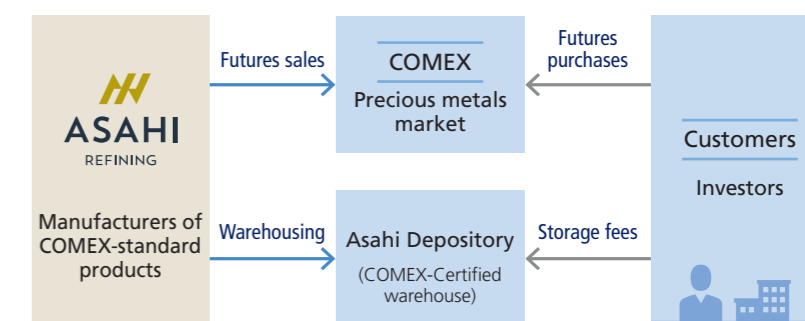 ASAHI
REFINING
Manufacturers of
COMEX-standard
products
Futures sales
Warehousing
COMEX
Precious metals
market
Asahi Depository
(COMEX-Certified
warehouse)
Futures
purchases
Storage fees
Customers
Investors